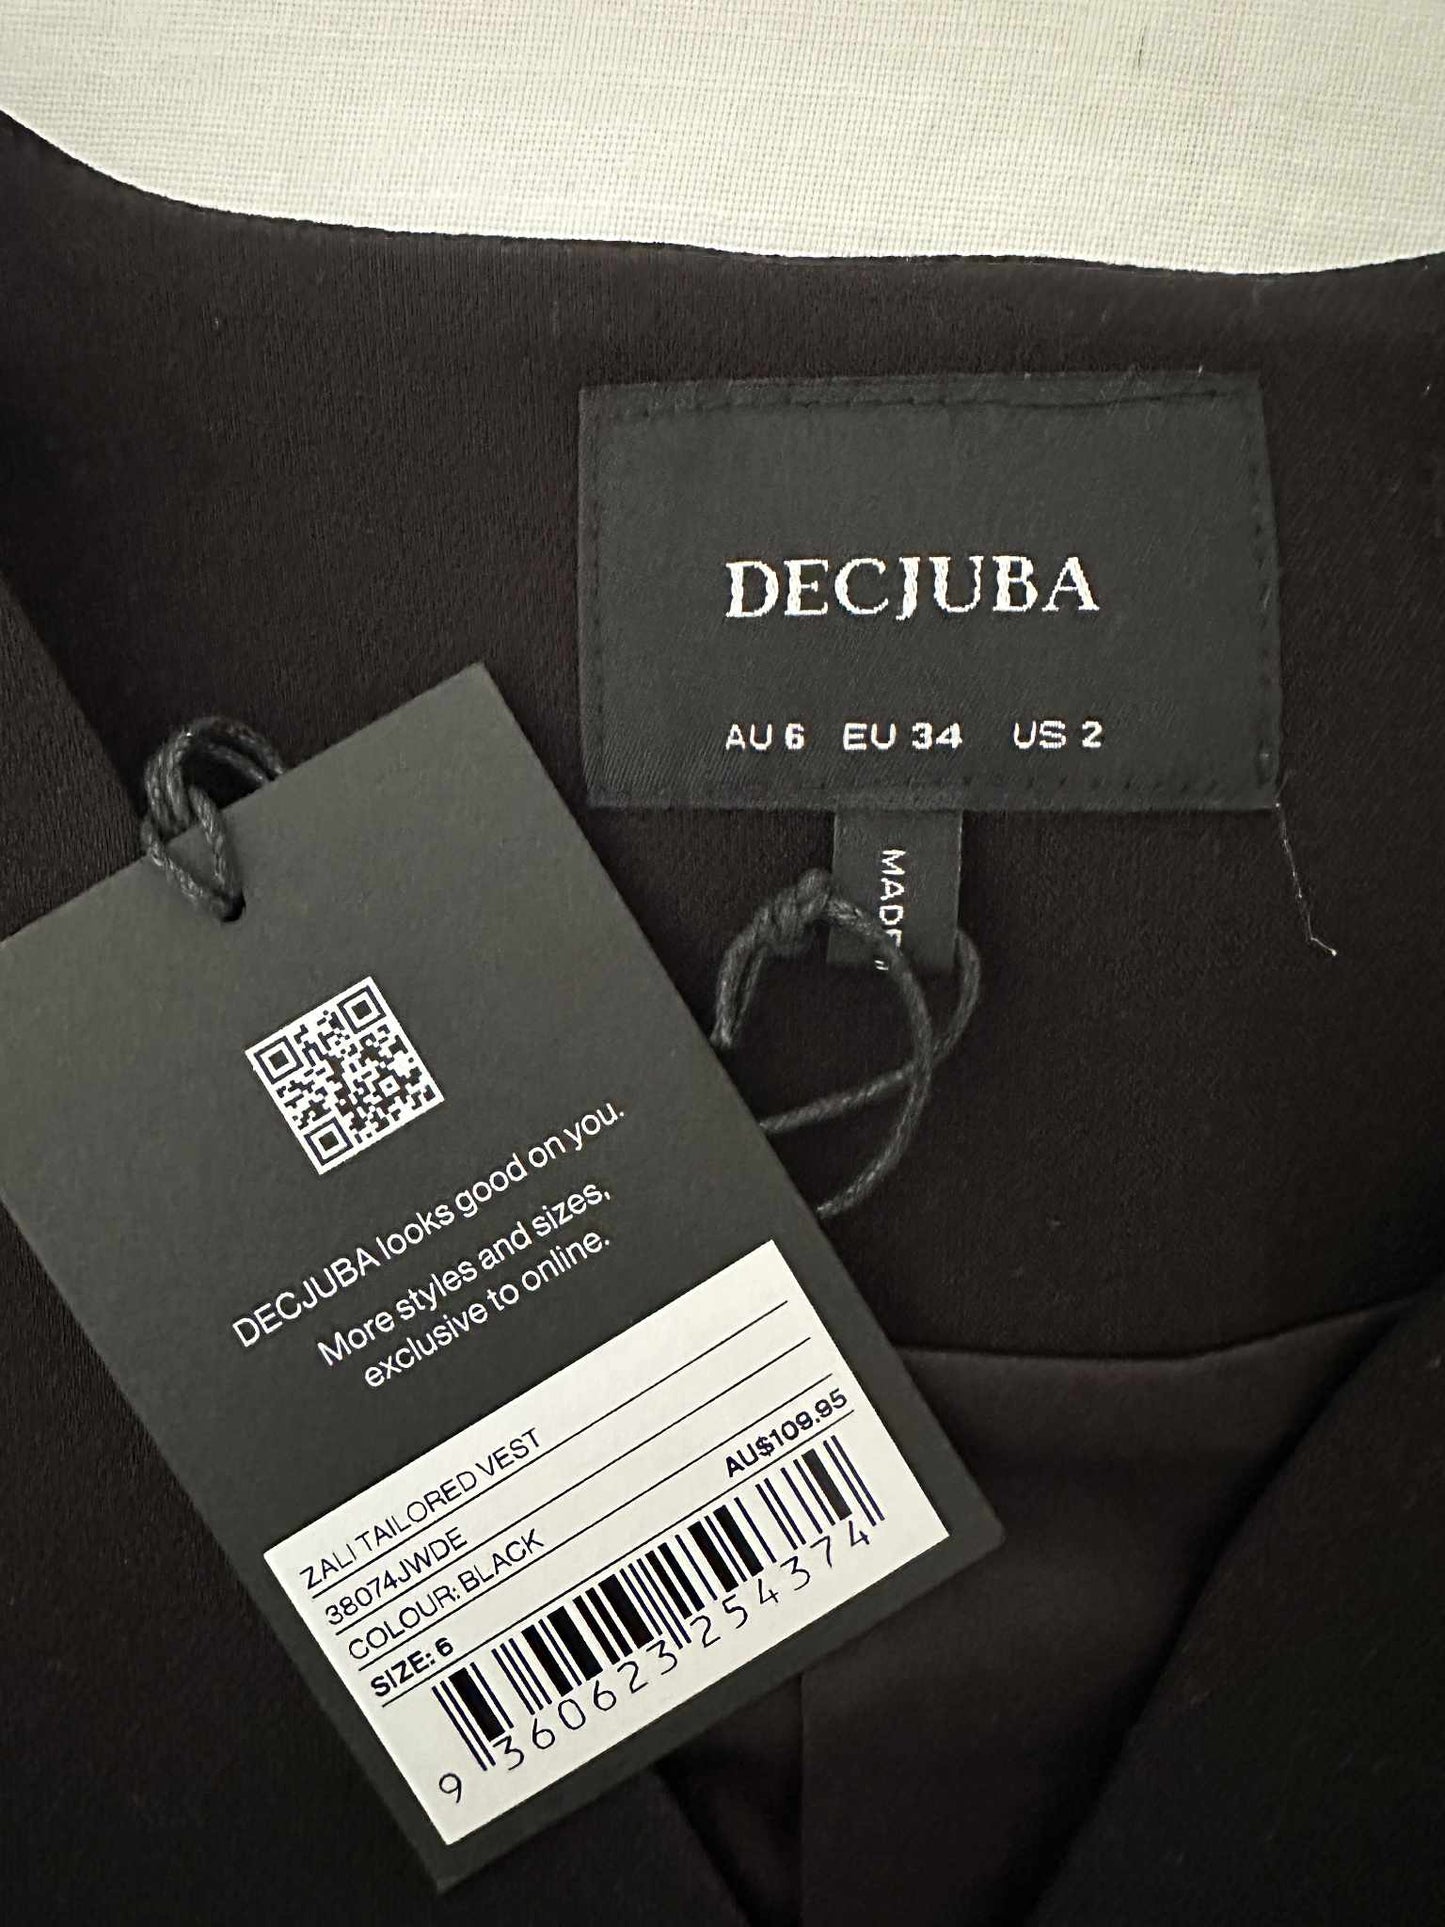 DECJUBA
AU 6 EU 34 US 2
MADE
DECJUBA looks good on you.
More styles and sizes,
exclusive to online.
ZALI TAILORED VEST
38074JWDE
COLOUR: BLACK
SIZE: 6 AU$109.95
9 360623 254374